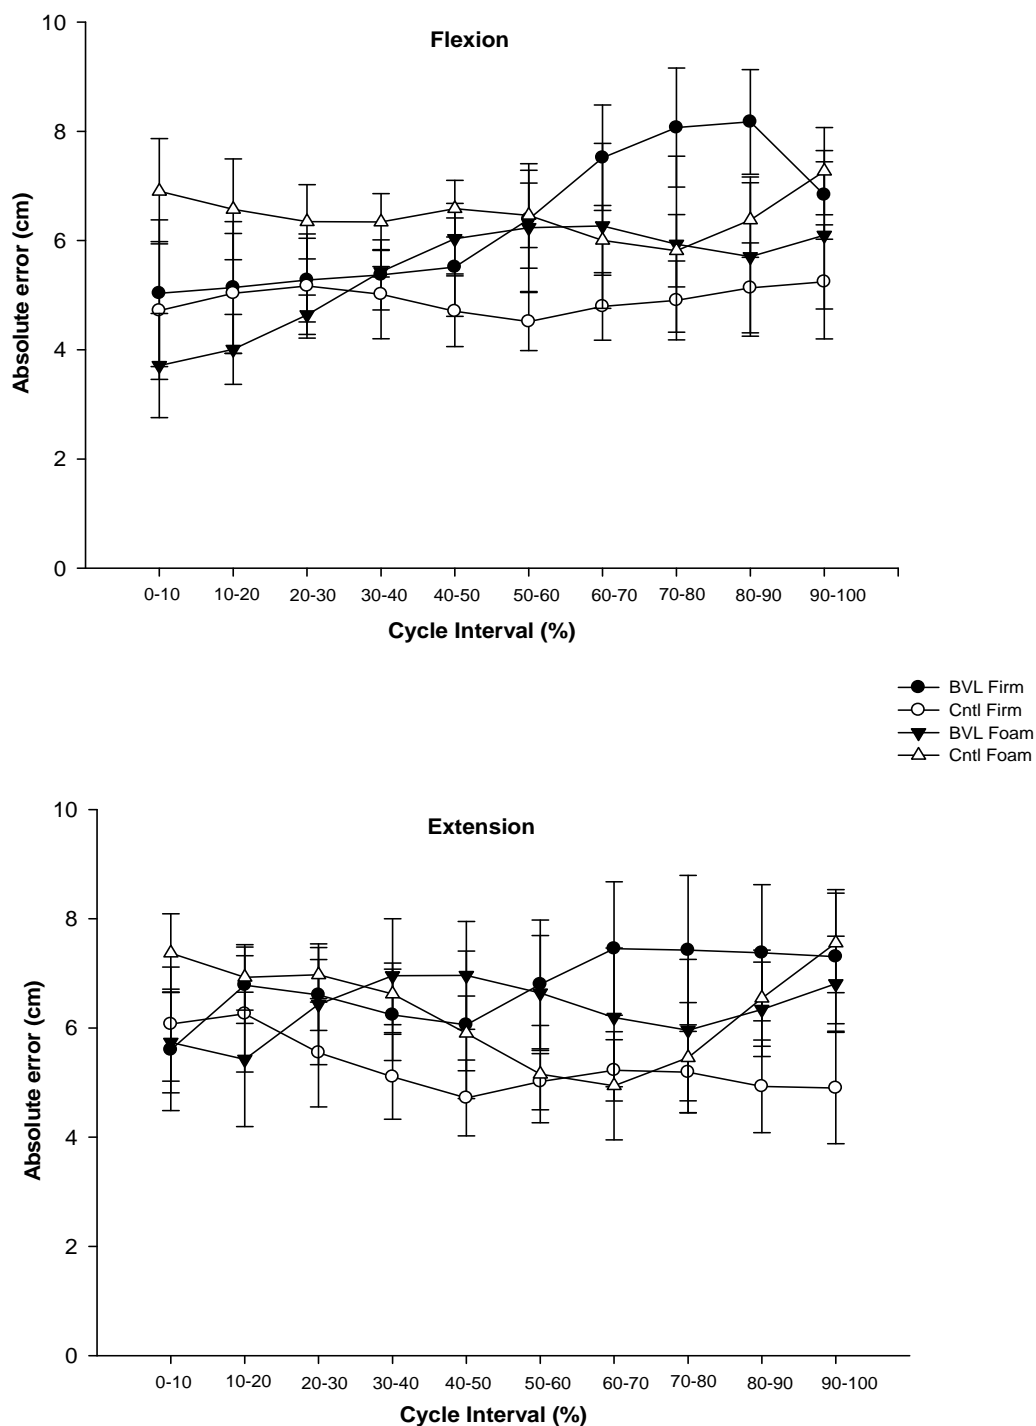 Flexion
Absolute error (cm)
10
8
6
4
2
0
0-10 10-20 20-30 30-40 40-50 50-60 60-70 70-80 80-90 90-100
Cycle Interval (%)
BVL Firm
Cntl Firm
BVL Foam
Cntl Foam
Extension
Absolute error (cm)
10
8
6
4
2
0
0-10 10-20 20-30 30-40 40-50 50-60 60-70 70-80 80-90 90-100
Cycle Interval (%)